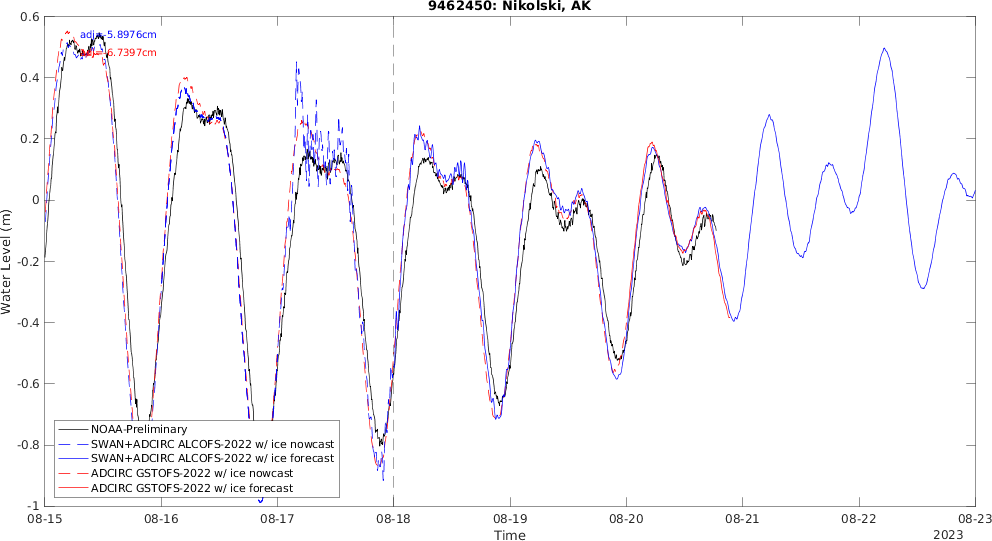 9462450: Nikolski, AK
0.6
adj=-5.8976cm
6.7397cm
0.4
0.2
0
-0.2
-0.4
-0.6
-0.8
-1
Water Level (m)
NOAA-Preliminary
SWAN+ADCIRC ALCOFS-2022 w/ ice nowcast
SWAN+ADCIRC ALCOFS-2022 w/ ice forecast
ADCIRC GSTOFS-2022 w/ ice nowcast
ADCIRC GSTOFS-2022 w/ ice forecast
08-15 08-16 08-17 08-18 08-19 08-20 08-21 08-22 08-23
Time
2023